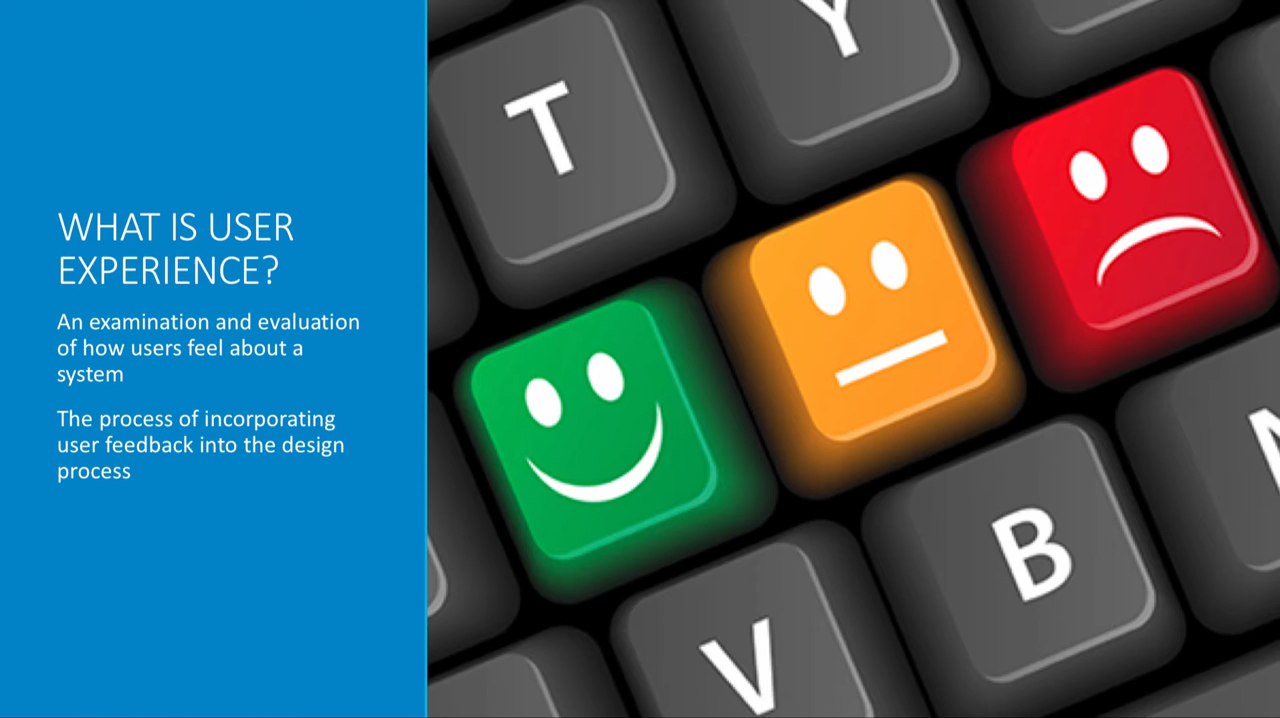 WHAT IS USER
EXPERIENCE?
An examination and evaluation
of how users feel about a
system
The process of incorporating
user feedback into the design
process
T
Y
V
B